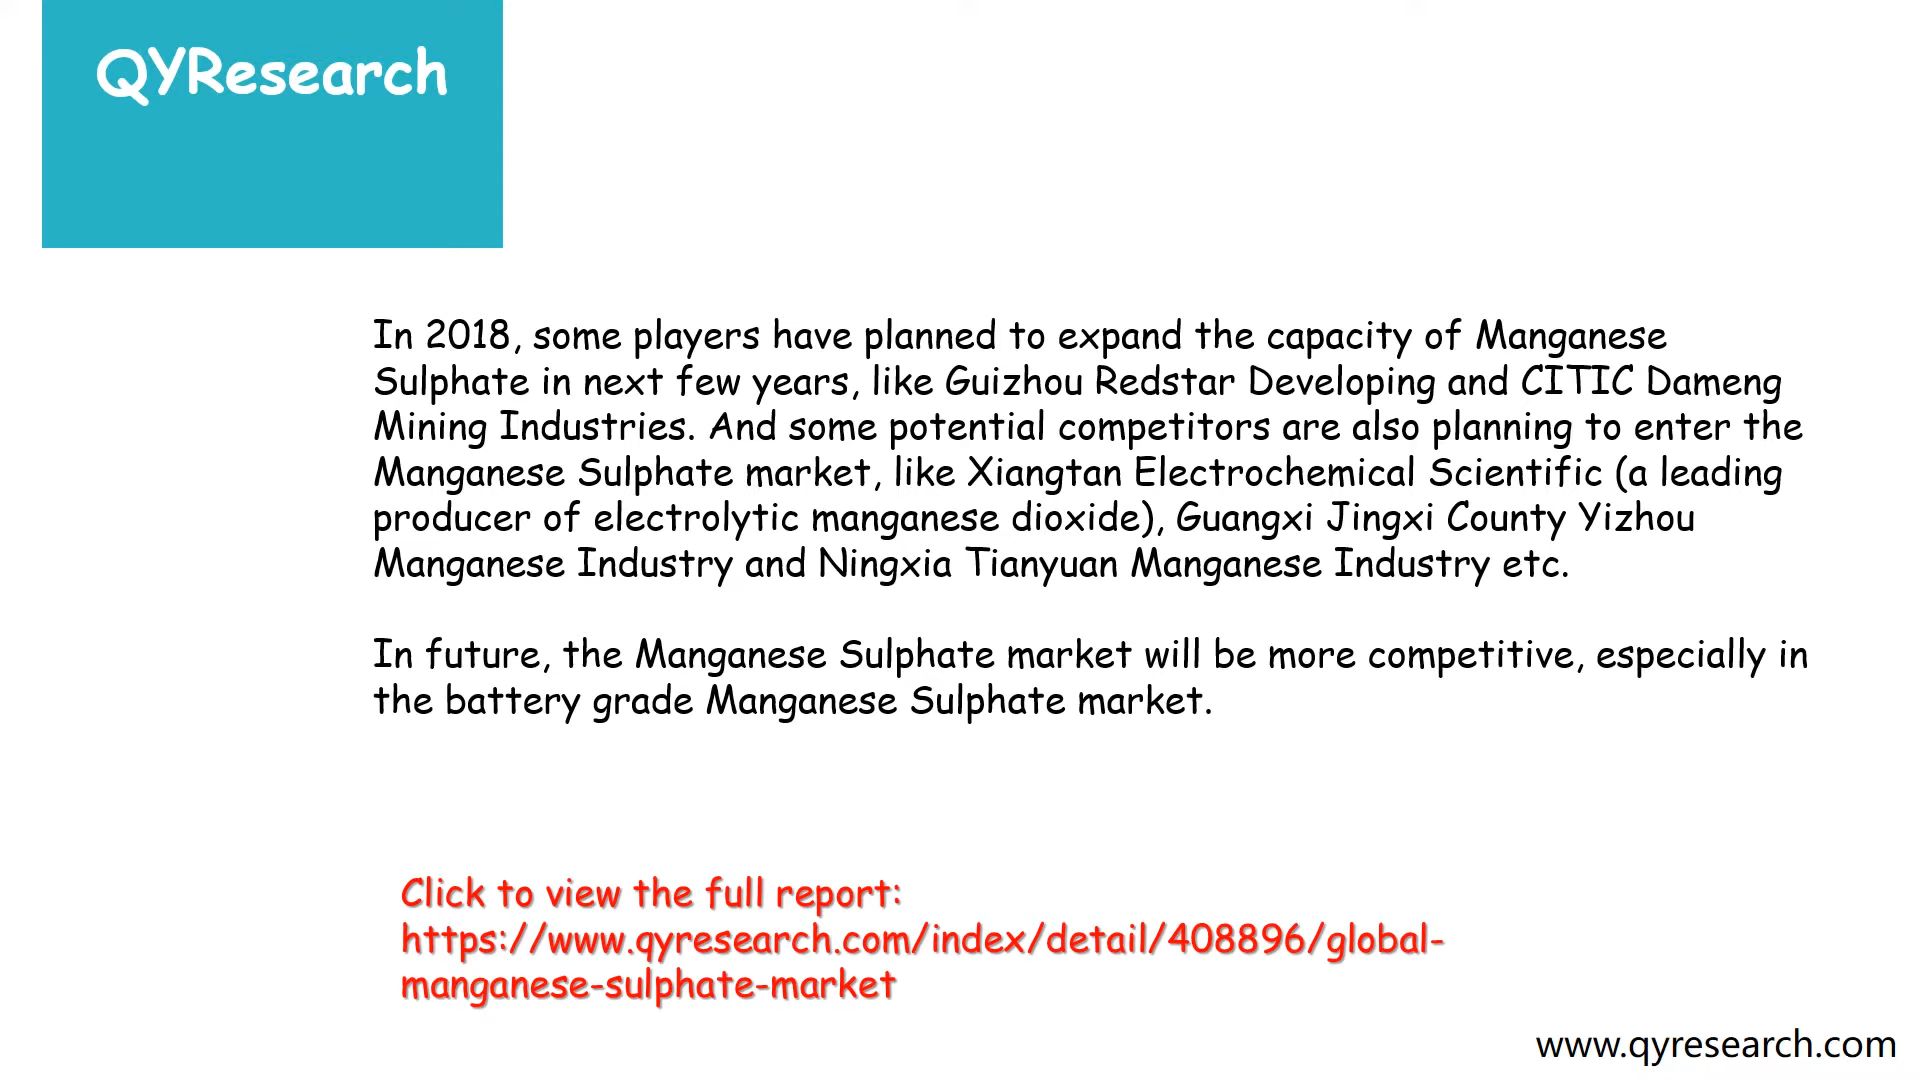 QYResearch
In 2018, some players have planned to expand the capacity of Manganese
Sulphate in next few years, like Guizhou Redstar Developing and CITIC Dameng
Mining Industries. And some potential competitors are also planning to enter the
Manganese Sulphate market, like Xiangtan Electrochemical Scientific (a leading
producer of electrolytic manganese dioxide), Guangxi Jingxi County Yizhou
Manganese Industry and Ningxia Tianyuan Manganese Industry etc.
In future, the Manganese Sulphate market will be more competitive, especially in
the battery grade Manganese Sulphate market.
Click to view the full report:
https://www.qyresearch.com/index/detail/408896/global-
manganese-sulphate-market
www.qyresearch.com